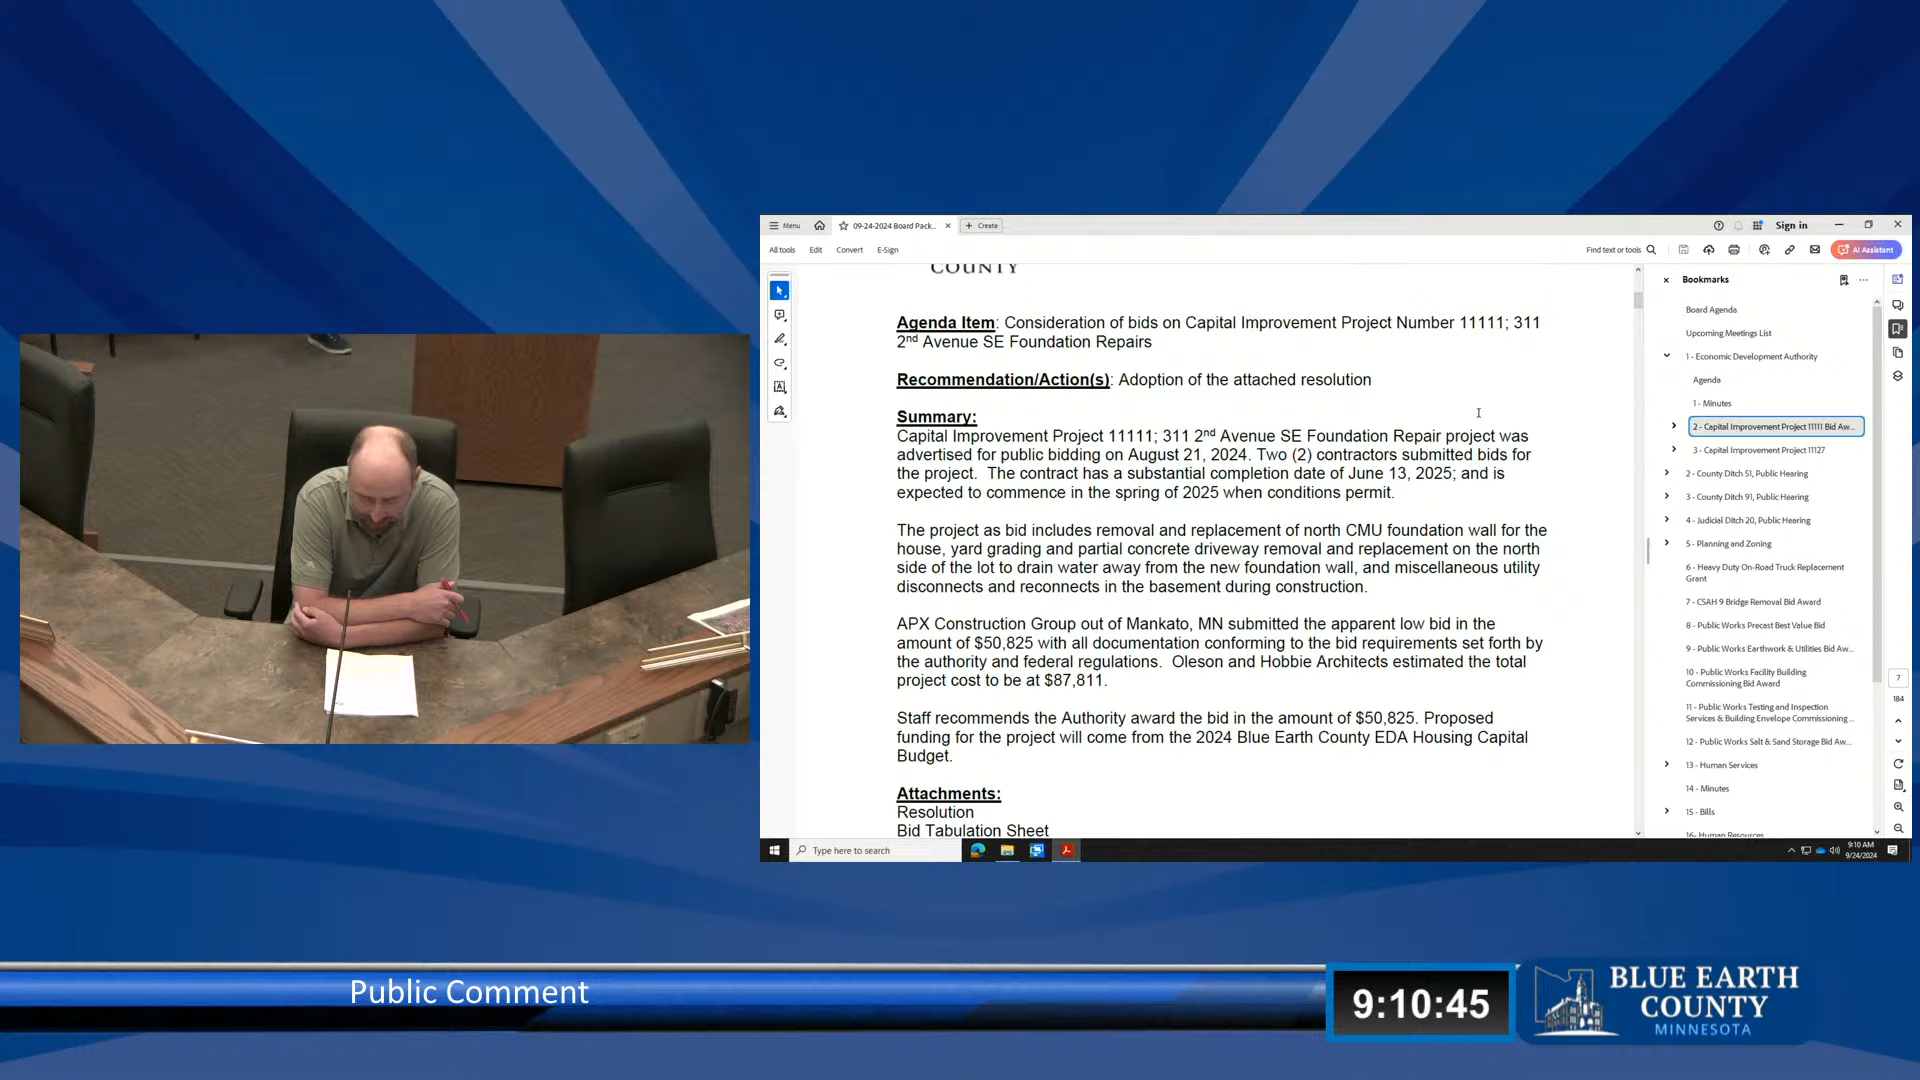 Menu
09-24-2024 Board Pack...
Create
Sign in
All tools
Edit
Convert
E-Sign
Find text or tools
AI Assistant
COUNTY
Agenda Item: Consideration of bids on Capital Improvement Project Number 11111; 311
2nd Avenue SE Foundation Repairs
Recommendation/Action(s): Adoption of the attached resolution
Summary:
Capital Improvement Project 11111; 311 2nd Avenue SE Foundation Repair project was
advertised for public bidding on August 21, 2024. Two (2) contractors submitted bids for
the project. The contract has a substantial completion date of June 13, 2025; and is
expected to commence in the spring of 2025 when conditions permit.
The project as bid includes removal and replacement of north CMU foundation wall for the
house, yard grading and partial concrete driveway removal and replacement on the north
side of the lot to drain water away from the new foundation wall, and miscellaneous utility
disconnects and reconnects in the basement during construction.
APX Construction Group out of Mankato, MN submitted the apparent low bid in the
amount of $50,825 with all documentation conforming to the bid requirements set forth by
the authority and federal regulations. Oleson and Hobbie Architects estimated the total
project cost to be at $87,811.
Staff recommends the Authority award the bid in the amount of $50,825. Proposed
funding for the project will come from the 2024 Blue Earth County EDA Housing Capital
Budget.
Attachments:
Resolution
Bid Tabulation Sheet
Bookmarks
Board Agenda
Upcoming Meetings List
1 - Economic Development Authority
Agenda
1 - Minutes
2 - Capital Improvement Project 11111 Bid Aw...
3 - Capital Improvement Project 11127
2 - County Ditch 51, Public Hearing
3 - County Ditch 91, Public Hearing
4 - Judicial Ditch 20, Public Hearing
5 - Planning and Zoning
6 - Heavy Duty On-Road Truck Replacement
Grant
7 - CSAH 9 Bridge Removal Bid Award
8 - Public Works Precast Best Value Bid
9 - Public Works Earthwork & Utilities Bid Aw...
10 - Public Works Facility Building
Commissioning Bid Award
11 - Public Works Testing and Inspection
Services & Building Envelope Commissioning ...
12 - Public Works Salt & Sand Storage Bid Aw...
13 - Human Services
14 - Minutes
15 - Bills
16- Human Resources
7
184
Type here to search
9:10 AM
9/24/2024
Public Comment
9:10:45
BLUE EARTH
COUNTY
MINNESOTA